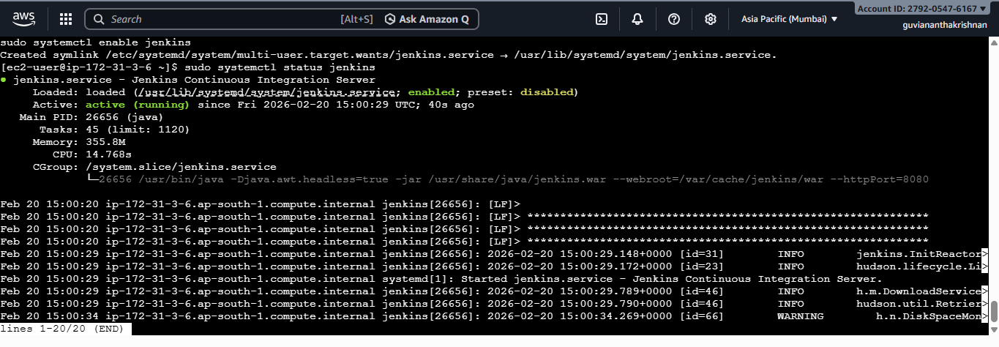 Account ID: 2792-0547-6167
aws Search [Alt+S] Ask Amazon Q Asia Pacific (Mumbai) guviananthakrishnan
sudo systemctl enable jenkins
Created symlink /etc/systemd/system/multi-user.target.wants/jenkins.service → /usr/lib/systemd/system/jenkins.service.
[ec2-user@ip-172-31-3-6 ~]$ sudo systemctl status jenkins
● jenkins.service - Jenkins Continuous Integration Server
Loaded: loaded (/usr/lib/systemd/system/jenkins.service; enabled; preset: disabled)
Active: active (running) since Fri 2026-02-20 15:00:29 UTC; 40s ago
Main PID: 26656 (java)
Tasks: 45 (limit: 1120)
Memory: 355.8M
CPU: 14.768s
CGroup: /system.slice/jenkins.service
└─26656 /usr/bin/java -Djava.awt.headless=true -jar /usr/share/java/jenkins.war --webroot=/var/cache/jenkins/war --httpPort=8080
Feb 20 15:00:20 ip-172-31-3-6.ap-south-1.compute.internal jenkins[26656]: [LF]>
Feb 20 15:00:20 ip-172-31-3-6.ap-south-1.compute.internal jenkins[26656]: [LF]> *************************************************************
Feb 20 15:00:20 ip-172-31-3-6.ap-south-1.compute.internal jenkins[26656]: [LF]> *************************************************************
Feb 20 15:00:20 ip-172-31-3-6.ap-south-1.compute.internal jenkins[26656]: [LF]> *************************************************************
Feb 20 15:00:29 ip-172-31-3-6.ap-south-1.compute.internal jenkins[26656]: 2026-02-20 15:00:29.148+0000 [id=31] INFO jenkins.InitReactor>
Feb 20 15:00:29 ip-172-31-3-6.ap-south-1.compute.internal jenkins[26656]: 2026-02-20 15:00:29.172+0000 [id=23] INFO hudson.lifecycle.Li>
Feb 20 15:00:29 ip-172-31-3-6.ap-south-1.compute.internal systemd[1]: Started jenkins.service - Jenkins Continuous Integration Server.
Feb 20 15:00:29 ip-172-31-3-6.ap-south-1.compute.internal jenkins[26656]: 2026-02-20 15:00:29.789+0000 [id=46] INFO h.m.DownloadService>
Feb 20 15:00:29 ip-172-31-3-6.ap-south-1.compute.internal jenkins[26656]: 2026-02-20 15:00:29.790+0000 [id=46] INFO hudson.util.Retrier>
Feb 20 15:00:34 ip-172-31-3-6.ap-south-1.compute.internal jenkins[26656]: 2026-02-20 15:00:34.269+0000 [id=66] WARNING h.n.DiskSpaceMon>
lines 1-20/20 (END)